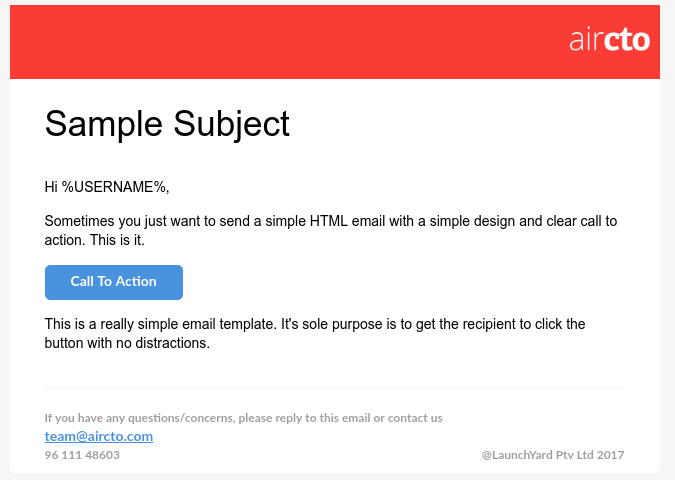 aircto
Sample Subject
Hi %USERNAME%,
Sometimes you just want to send a simple HTML email with a simple design and clear call to
action. This is it.
Call To Action
This is a really simple email template. It's sole purpose is to get the recipient to click the
button with no distractions.
If you have any questions/concerns, please reply to this email or contact us
team@aircto.com
96 111 48603
@LaunchYard Ptv Ltd 2017